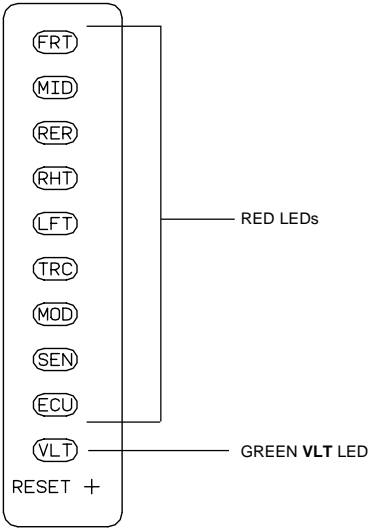 FRT
MID
RER
RHT
LFT
TRC
MOD
SEN
ECU
VLT
RESET +
RED LEDs
GREEN VLT LED